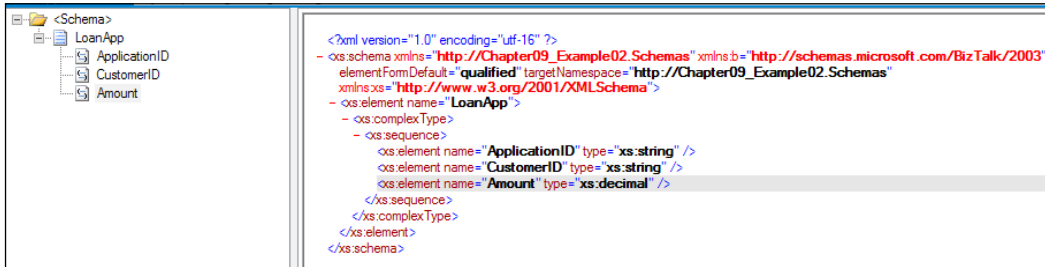 <Schema>
LoanApp
ApplicationID
CustomerID
Amount
<?xml version="1.0" encoding="utf-16" ?>
- <xs:schema xmlns="http://Chapter09_Example02.Schemas" xmlns:b="http://schemas.microsoft.com/BizTalk/2003"
elementFormDefault="qualified" targetNamespace="http://Chapter09_Example02.Schemas"
xmlns:xs="http://www.w3.org/2001/XMLSchema">
- <xs:element name="LoanApp">
- <xs:complexType>
- <xs:sequence>
<xs:element name="ApplicationID" type="xs:string" />
<xs:element name="CustomerID" type="xs:string" />
<xs:element name="Amount" type="xs:decimal" />
</xs:sequence>
</xs:complexType>
</xs:element>
</xs:schema>